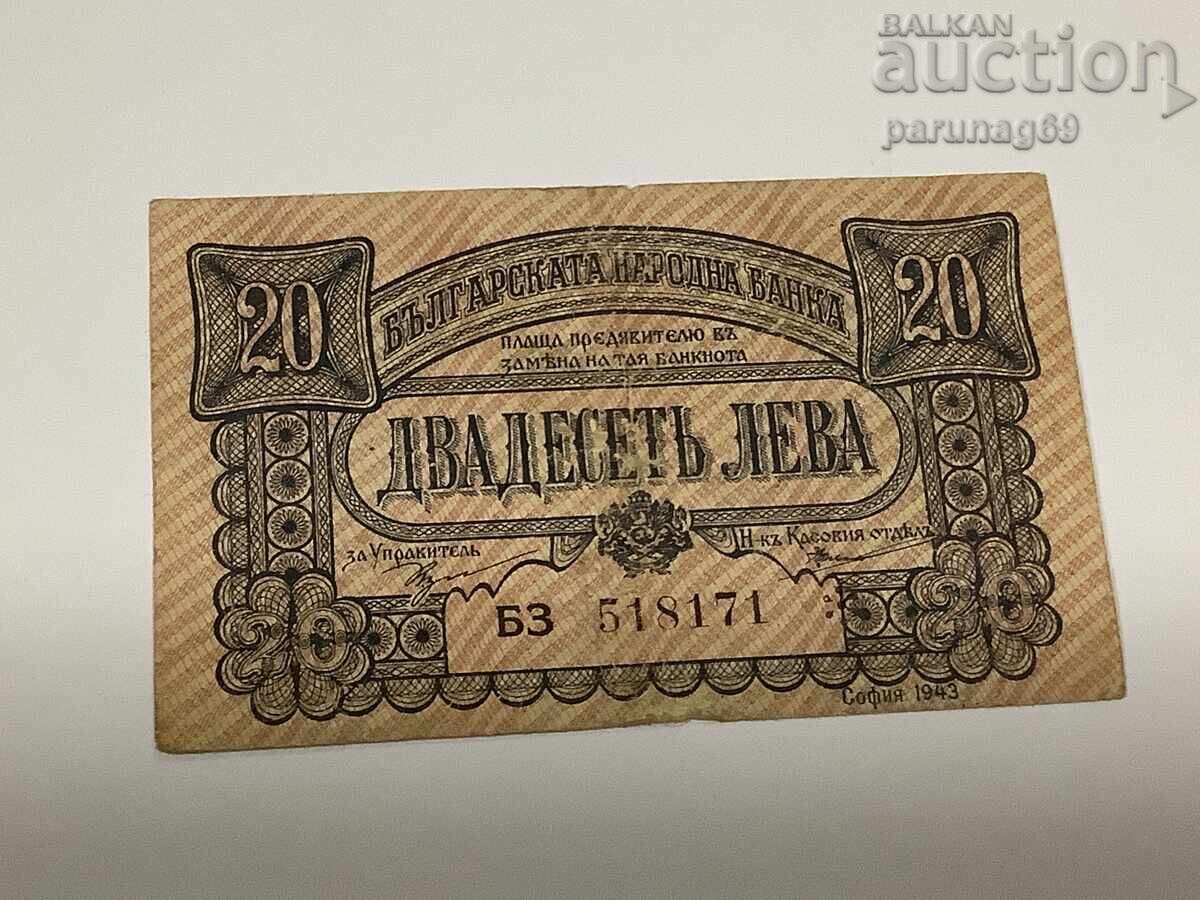 BALKAN
auction
parunag69
20
20
БЪЛГАРСКАТА НАРОДНА БАНКА
ПЛАЩА ПРЕДЯВИТЕЛЮ ВЪ
ЗАМѢНА НА ТАЯ БАНКНОТА
ДВАДЕСЕТЬ ЛЕВА
за Управитель
Н-къ Касовия отдѣлъ
БЗ 518171
20
20
София 1943